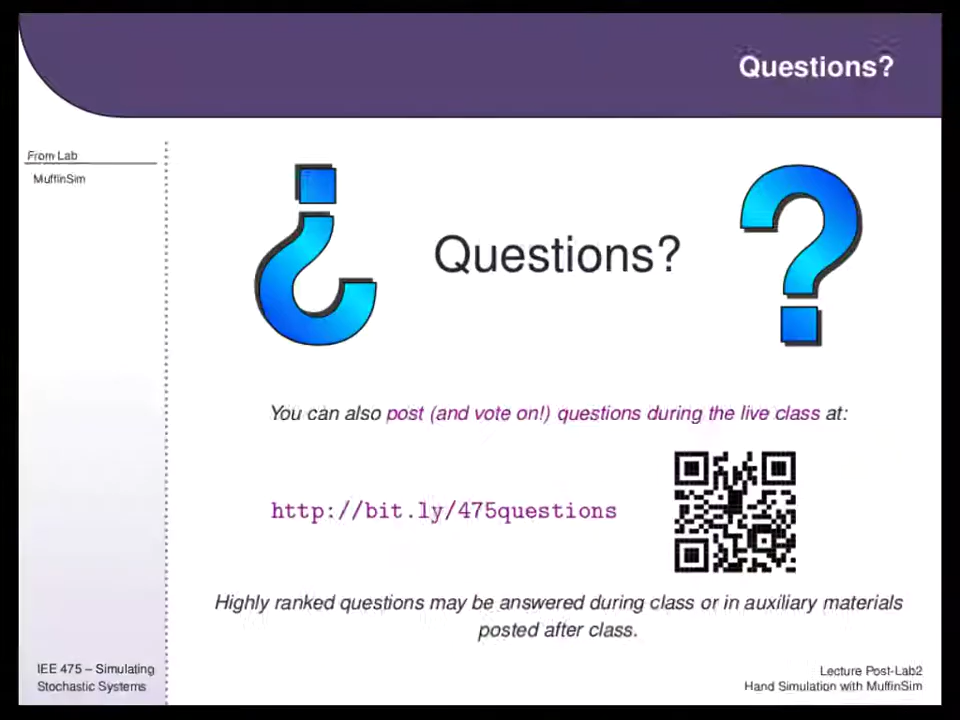 Questions?
From Lab
MuffinSim
¿ Questions? ?
You can also post (and vote on!) questions during the live class at:
http://bit.ly/475questions
Highly ranked questions may be answered during class or in auxiliary materials
posted after class.
IEE 475 – Simulating
Stochastic Systems
Lecture Post-Lab2
Hand Simulation with MuffinSim